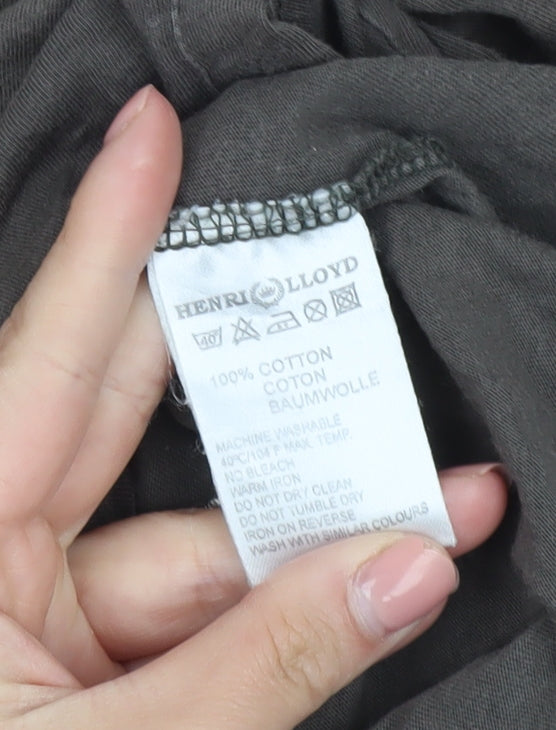 HENRI LLOYD
40
100% COTTON
COTON
BAUMWOLLE
MACHINE WASHABLE
40°C/104 F MAX. TEMP.
NO BLEACH
WARM IRON
DO NOT DRY CLEAN
DO NOT TUMBLE DRY
IRON ON REVERSE
WASH WITH SIMILAR COLOURS